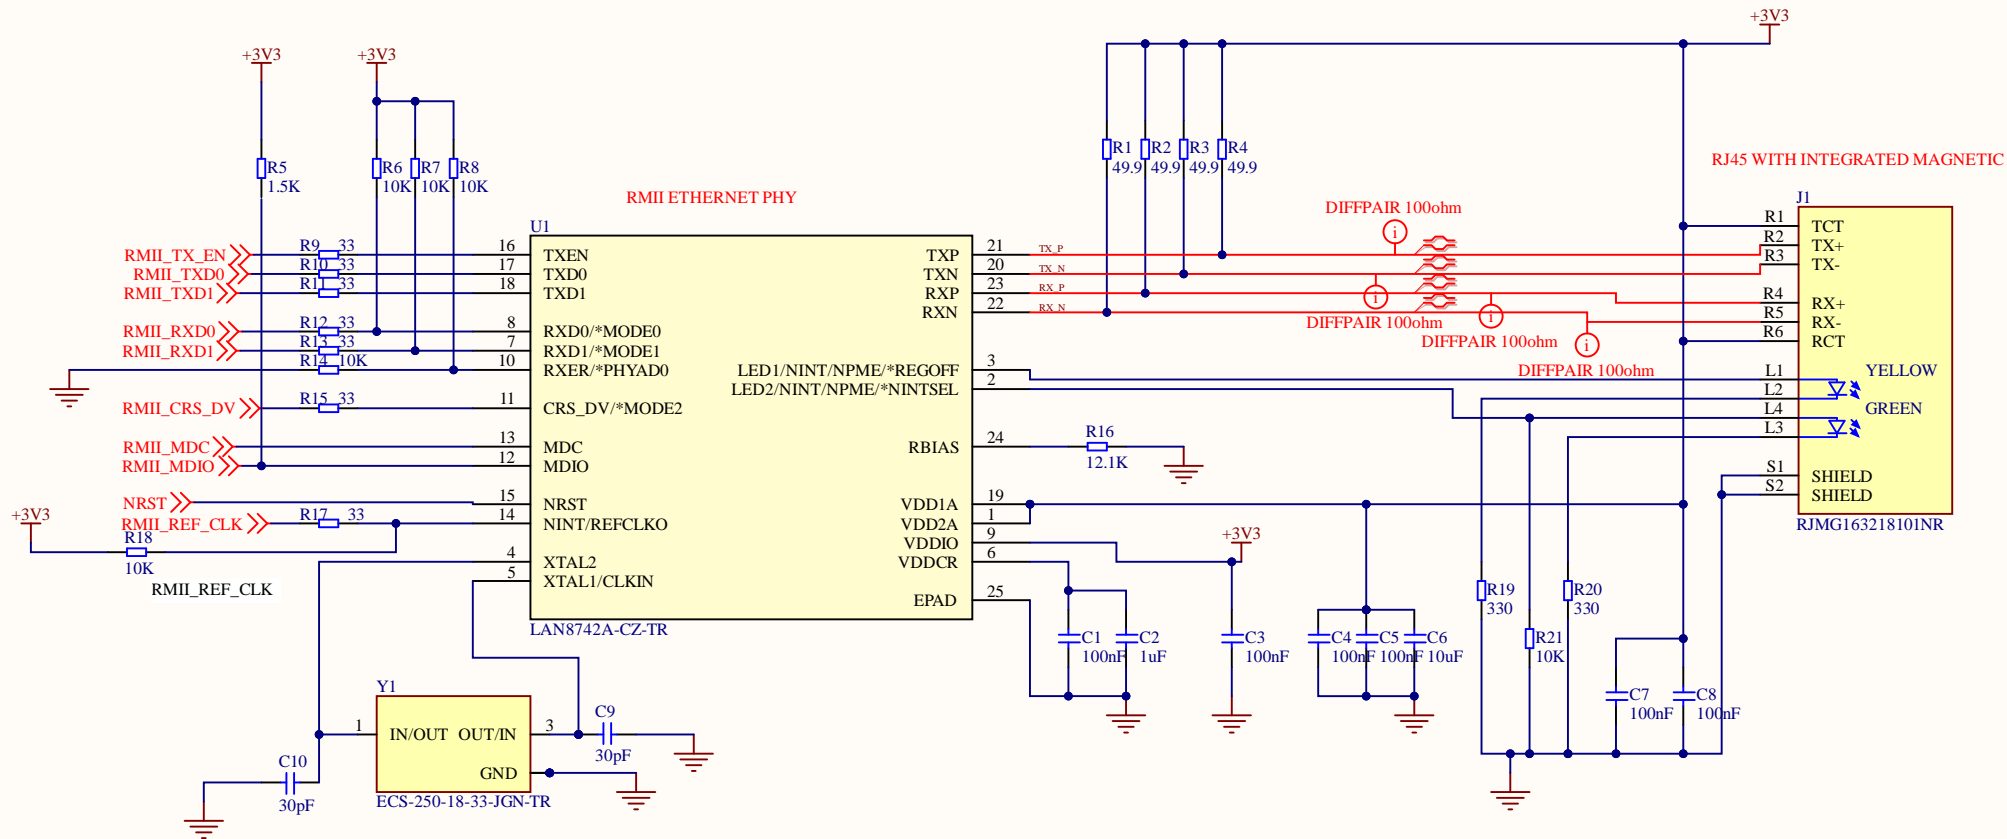 +3V3
+3V3
+3V3
R5
1.5K
R6
10K
R7
10K
R8
10K
R1
49.9
R2
49.9
R3
49.9
R4
49.9
RJ45 WITH INTEGRATED MAGNETIC
RMII ETHERNET PHY
DIFFPAIR 100ohm
DIFFPAIR 100ohm
DIFFPAIR 100ohm
DIFFPAIR 100ohm
i
i
i
i
RMII_TX_EN
RMII_TXD0
RMII_TXD1
RMII_RXD0
RMII_RXD1
RMII_CRS_DV
RMII_MDC
RMII_MDIO
NRST
RMII_REF_CLK
R9 33
R10 33
R11 33
R12 33
R13 33
R14 10K
R15 33
R17 33
+3V3
R18
10K
RMII_REF_CLK
U1
16 TXEN
17 TXD0
18 TXD1
8 RXD0/*MODE0
7 RXD1/*MODE1
10 RXER/*PHYAD0
11 CRS_DV/*MODE2
13 MDC
12 MDIO
15 NRST
14 NINT/REFCLKO
4 XTAL2
5 XTAL1/CLKIN
TXP 21 TX_P
TXN 20 TX_N
RXP 23 RX_P
RXN 22 RX_N
LED1/NINT/NPME/*REGOFF 3
LED2/NINT/NPME/*NINTSEL 2
RBIAS 24
VDD1A 19
VDD2A 1
VDDIO 9
VDDCR 6
EPAD 25
LAN8742A-CZ-TR
R16
12.1K
+3V3
C1
100nF
C2
1uF
C3
100nF
C4
100nF
C5
100nF
C6
10uF
R19
330
R21
10K
R20
330
C7
100nF
C8
100nF
J1
R1 TCT
R2 TX+
R3 TX-
R4 RX+
R5 RX-
R6 RCT
L1 YELLOW
L2
L4 GREEN
L3
S1 SHIELD
S2 SHIELD
RJMG163218101NR
Y1
1 IN/OUT OUT/IN 3
GND
ECS-250-18-33-JGN-TR
C9
30pF
C10
30pF